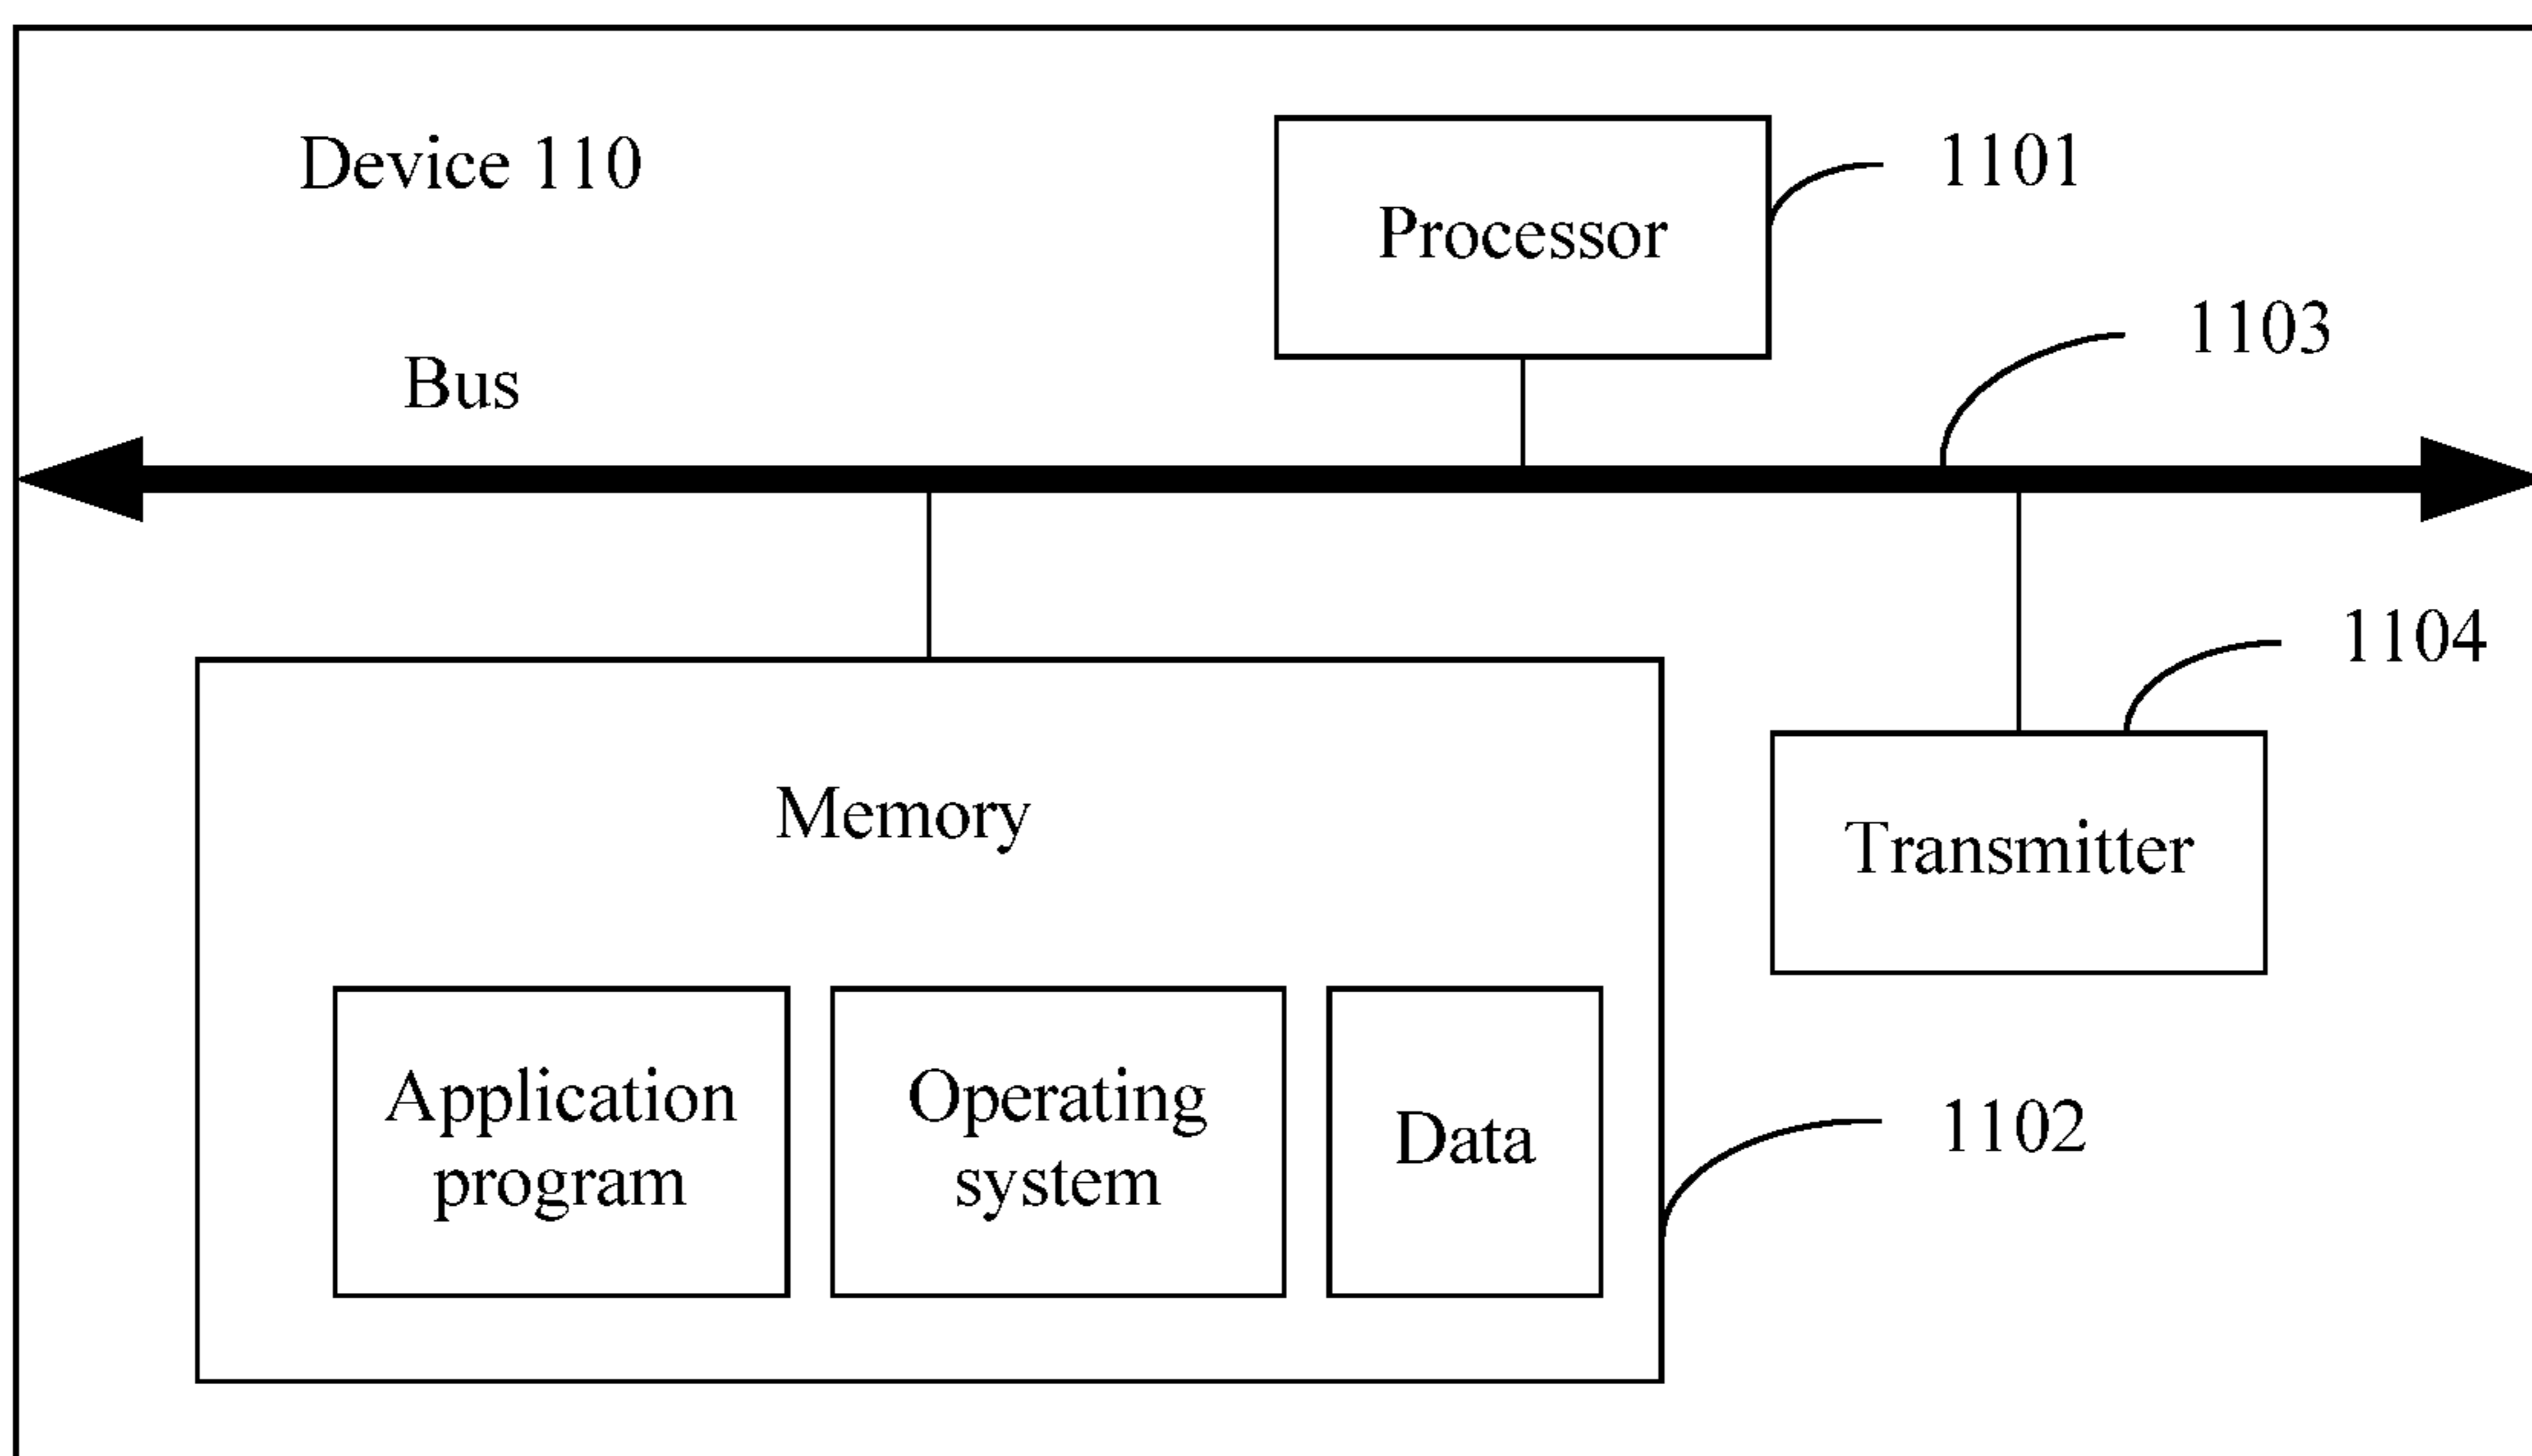 Device 110
Processor
1101
Bus
1103
1104
Memory
Transmitter
Application
program
Operating
system
Data
1102